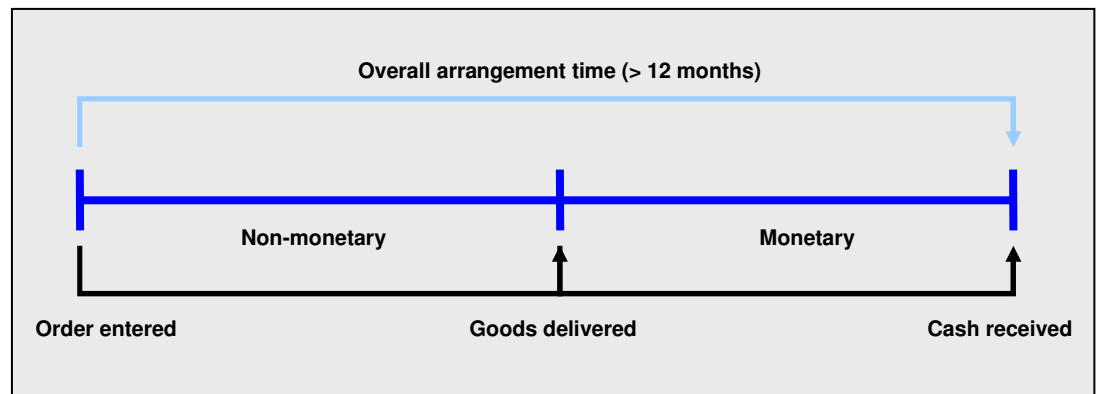 Overall arrangement time (> 12 months)
Non-monetary
Monetary
Order entered
Goods delivered
Cash received